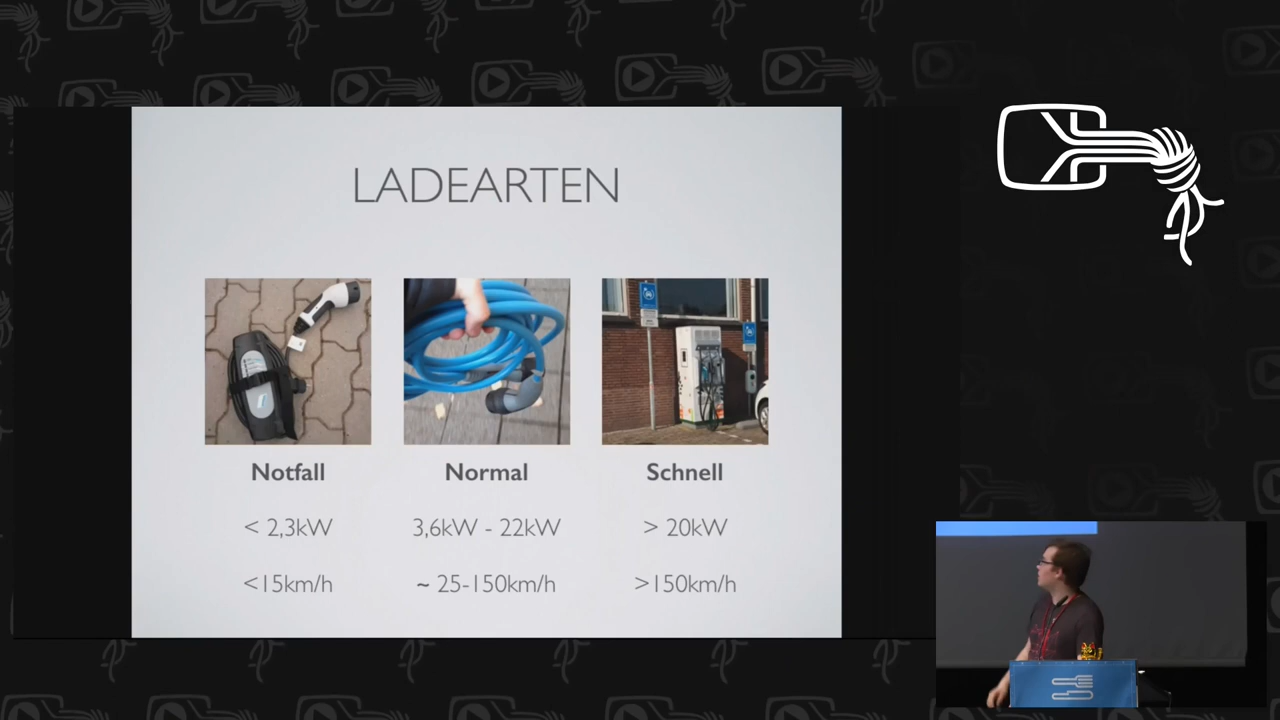 LADEARTEN
Notfall
Normal
Schnell
< 2,3kW
3,6kW - 22kW
> 20kW
<15km/h
~ 25-150km/h
>150km/h